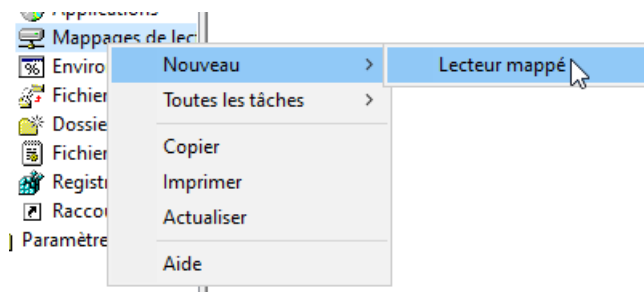 Applications
Mappages de lec
Enviro
Nouveau
Lecteur mappé
Fichier
Toutes les tâches
Dossie
Fichier
Copier
Registr
Imprimer
Raccou
Actualiser
Paramètre
Aide